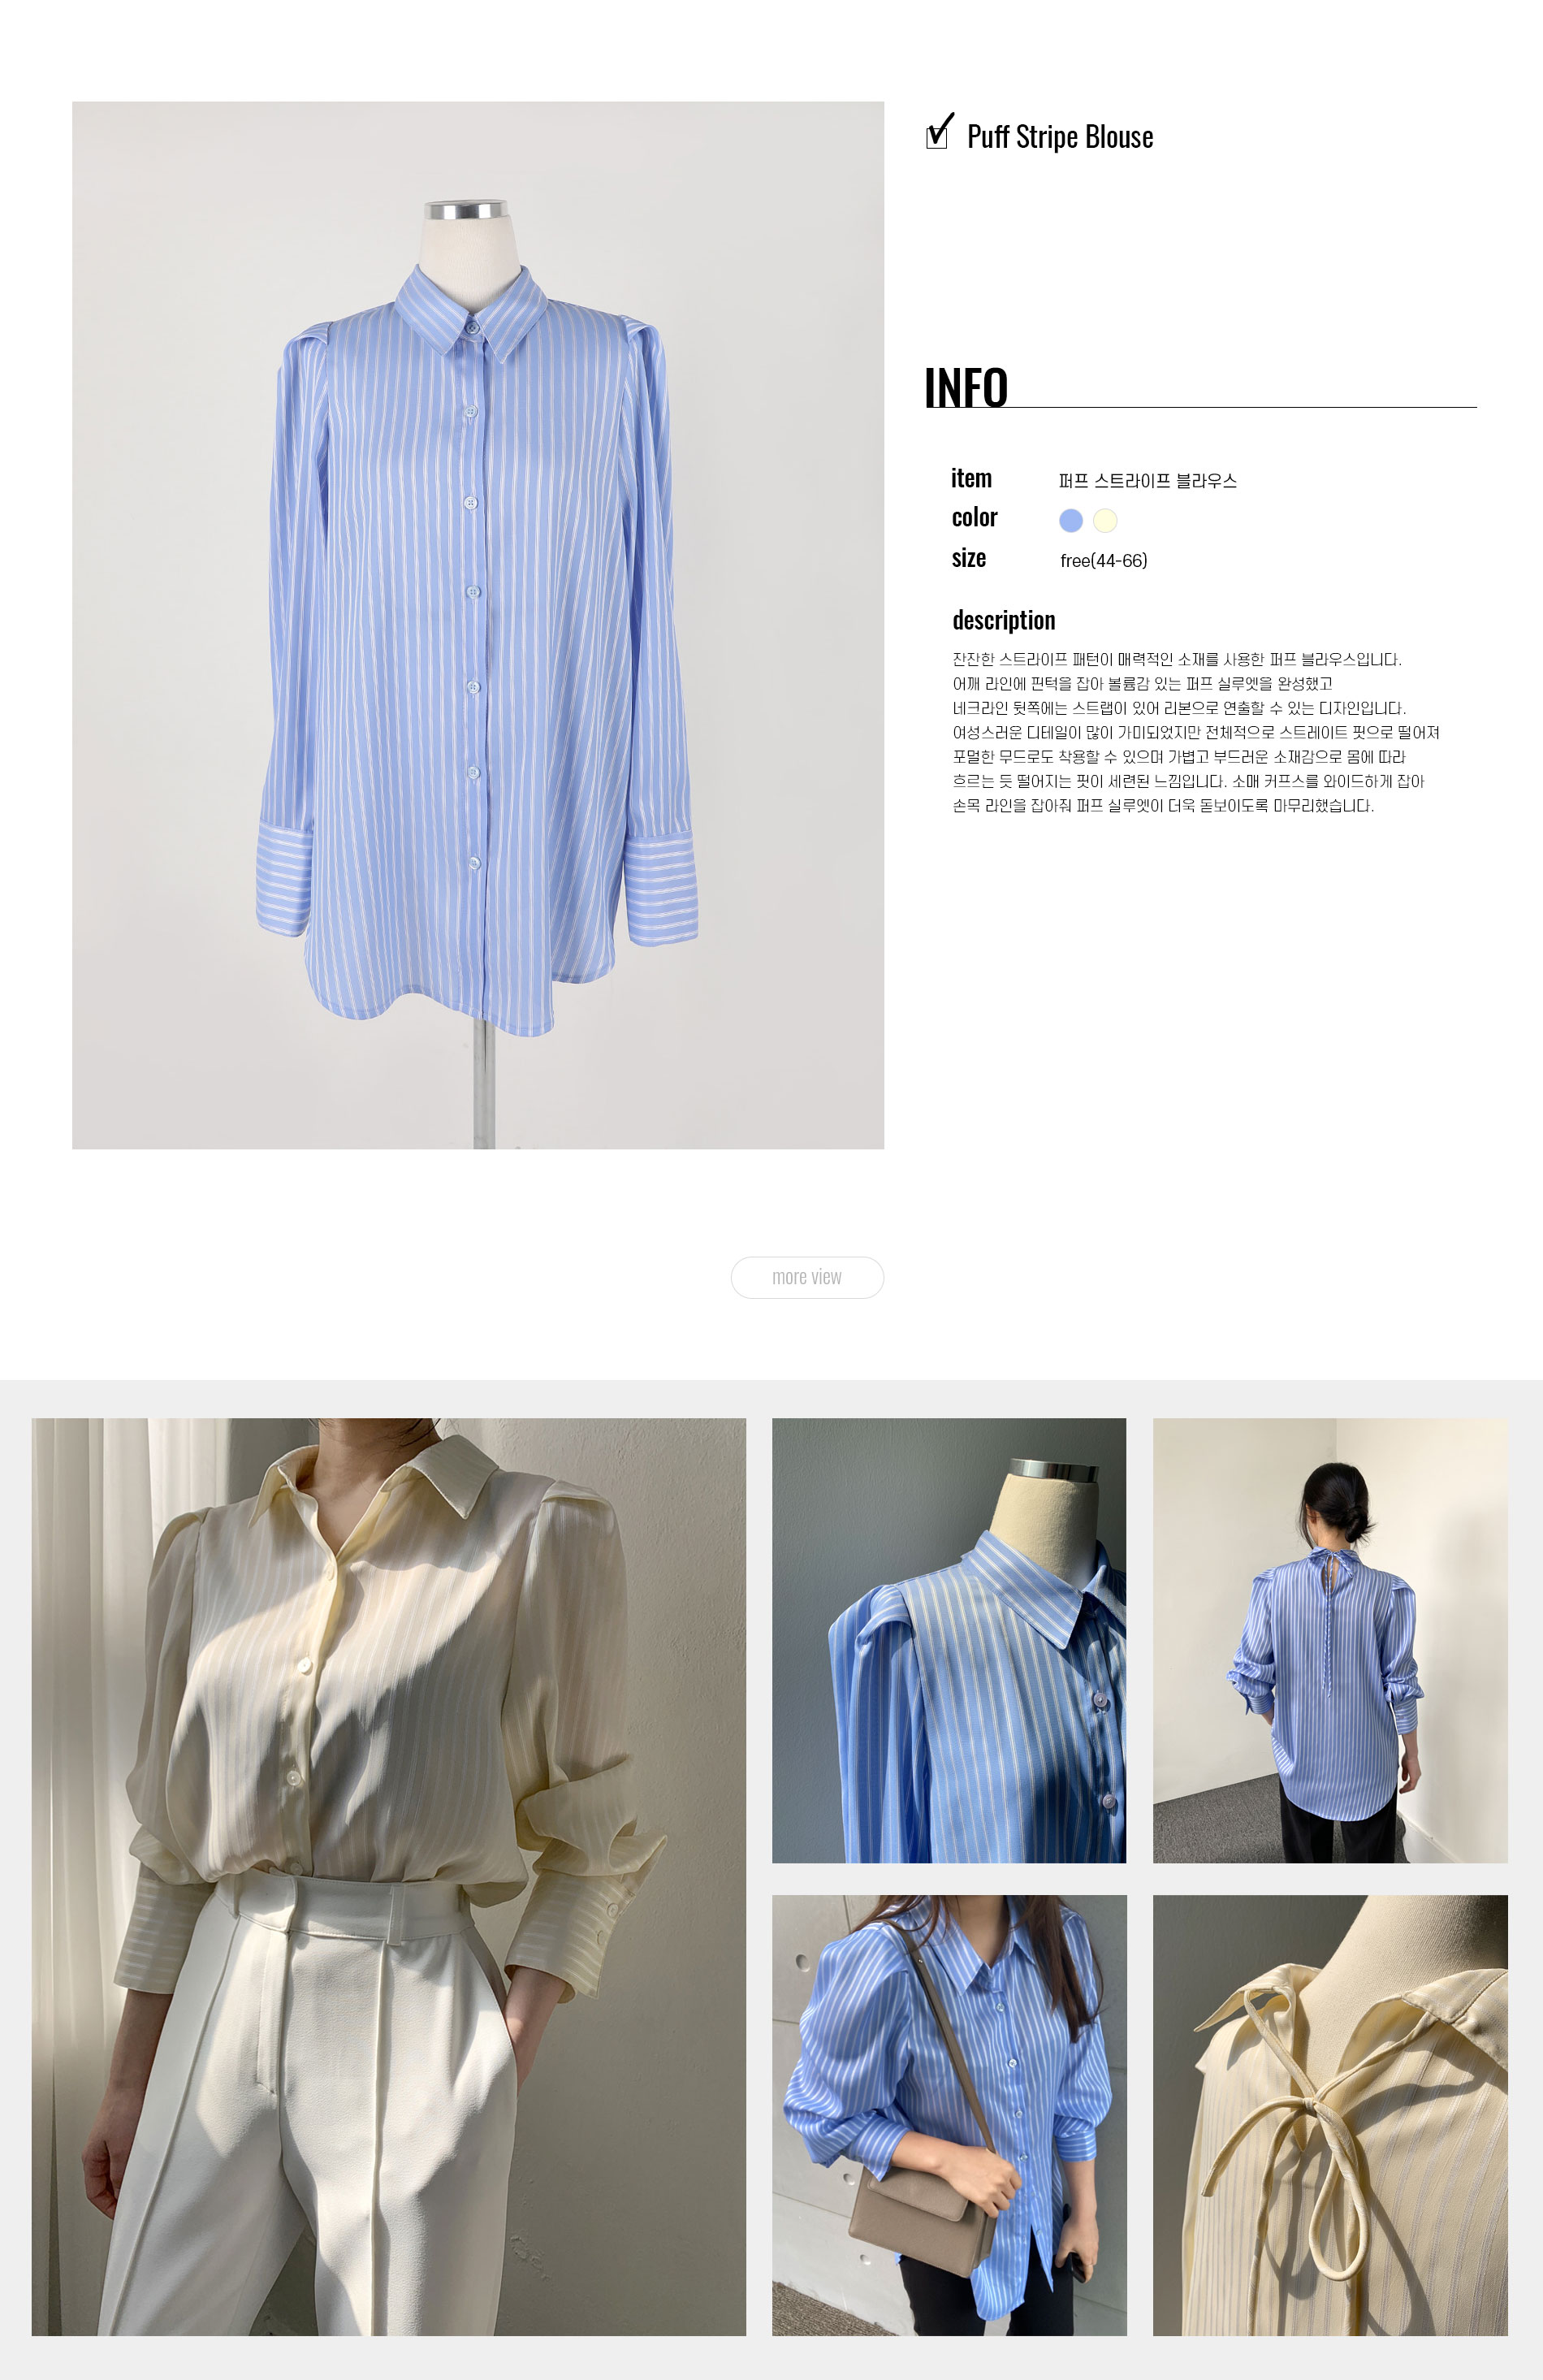 Puff Stripe Blouse
INFO
item 퍼프 스트라이프 블라우스
color
size free(44-66)
description
잔잔한 스트라이프 패턴이 매력적인 소재를 사용한 퍼프 블라우스입니다.
어깨 라인에 핀턱을 잡아 볼륨감 있는 퍼프 실루엣을 완성했고
네크라인 뒷쪽에는 스트랩이 있어 리본으로 연출할 수 있는 디자인입니다.
여성스러운 디테일이 많이 가미되었지만 전체적으로 스트레이트 핏으로 떨어져
포멀한 무드로도 착용할 수 있으며 가볍고 부드러운 소재감으로 몸에 따라
흐르는 듯 떨어지는 핏이 세련된 느낌입니다. 소매 커프스를 와이드하게 잡아
손목 라인을 잡아줘 퍼프 실루엣이 더욱 돋보이도록 마무리했습니다.
more view